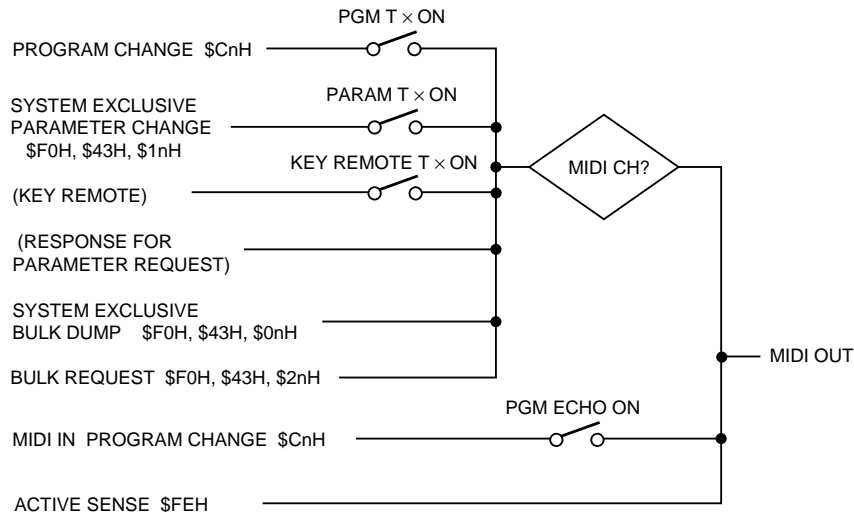 PGM T × ON
PROGRAM CHANGE $CnH
SYSTEM EXCLUSIVE
PARAMETER CHANGE
$F0H, $43H, $1nH
PARAM T × ON
KEY REMOTE T × ON
(KEY REMOTE)
MIDI CH?
(RESPONSE FOR
PARAMETER REQUEST)
SYSTEM EXCLUSIVE
BULK DUMP $F0H, $43H, $0nH
BULK REQUEST $F0H, $43H, $2nH
MIDI OUT
PGM ECHO ON
MIDI IN PROGRAM CHANGE $CnH
ACTIVE SENSE $FEH